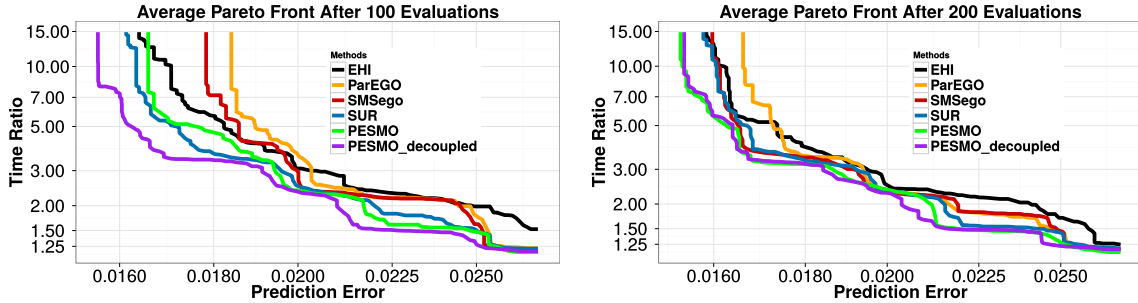 Average Pareto Front After 100 Evaluations
Time Ratio
15.00
10.00
7.00
5.00
3.00
2.00
1.50
1.25
Methods
EHI
ParEGO
SMSego
SUR
PESMO
PESMO_decoupled
0.0160
0.0180
0.0200
0.0225
0.0250
Prediction Error
Average Pareto Front After 200 Evaluations
Time Ratio
15.00
10.00
7.00
5.00
3.00
2.00
1.50
1.25
Methods
EHI
ParEGO
SMSego
SUR
PESMO
PESMO_decoupled
0.0160
0.0180
0.0200
0.0225
0.0250
Prediction Error